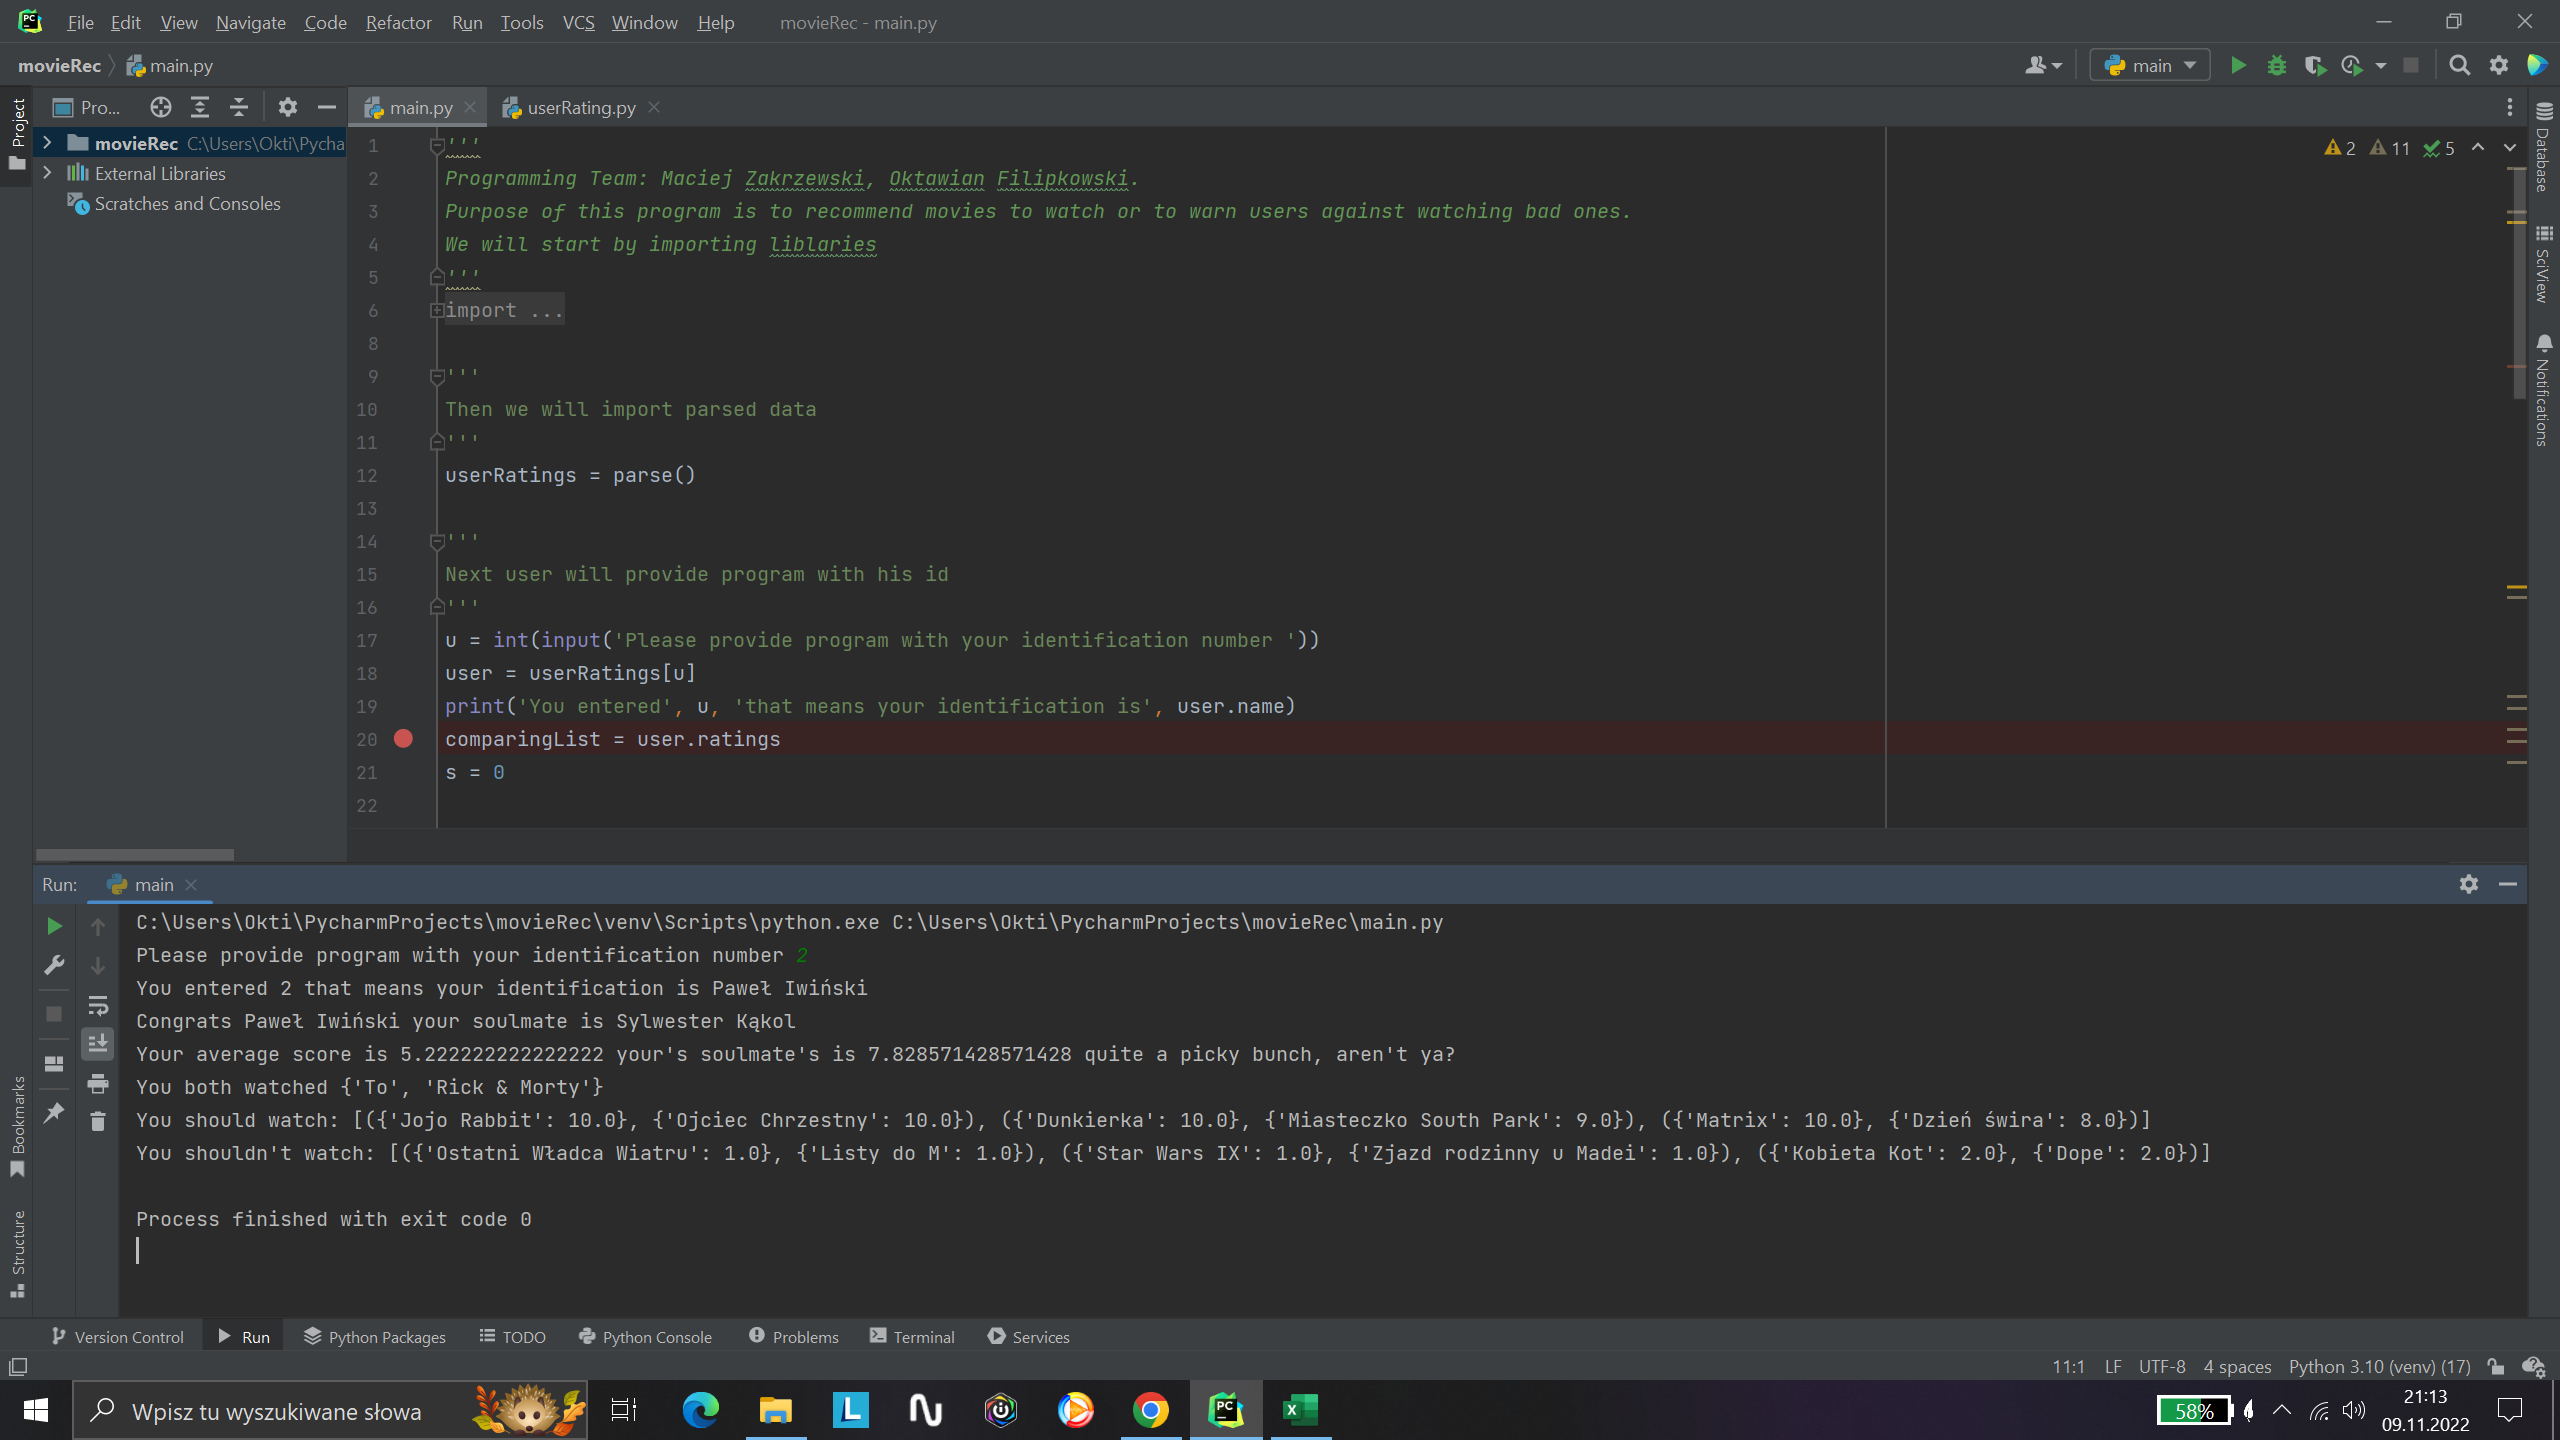 File Edit View Navigate Code Refactor Run Tools VCS Window Help movieRec - main.py
movieRec main.py main
Project
Pro...
main.py userRating.py
movieRec C:\Users\Okti\Pycha
External Libraries
Scratches and Consoles
2 11 5
1 '''
2 Programming Team: Maciej Zakrzewski, Oktawian Filipkowski.
3 Purpose of this program is to recommend movies to watch or to warn users against watching bad ones.
4 We will start by importing liblaries
5 '''
6 import ...
8
9 '''
10 Then we will import parsed data
11 '''
12 userRatings = parse()
13
14 '''
15 Next user will provide program with his id
16 '''
17 u = int(input('Please provide program with your identification number '))
18 user = userRatings[u]
19 print('You entered', u, 'that means your identification is', user.name)
20 comparingList = user.ratings
21 s = 0
22
Database
SciView
Notifications
Run: main
C:\Users\Okti\PycharmProjects\movieRec\venv\Scripts\python.exe C:\Users\Okti\PycharmProjects\movieRec\main.py
Please provide program with your identification number 2
You entered 2 that means your identification is Paweł Iwiński
Congrats Paweł Iwiński your soulmate is Sylwester Kąkol
Your average score is 5.222222222222222 your's soulmate's is 7.828571428571428 quite a picky bunch, aren't ya?
You both watched {'To', 'Rick & Morty'}
You should watch: [({'Jojo Rabbit': 10.0}, {'Ojciec Chrzestny': 10.0}), ({'Dunkierka': 10.0}, {'Miasteczko South Park': 9.0}), ({'Matrix': 10.0}, {'Dzień świra': 8.0})]
You shouldn't watch: [({'Ostatni Władca Wiatru': 1.0}, {'Listy do M': 1.0}), ({'Star Wars IX': 1.0}, {'Zjazd rodzinny u Madei': 1.0}), ({'Kobieta Kot': 2.0}, {'Dope': 2.0})]
Process finished with exit code 0
Bookmarks
Structure
Version Control Run Python Packages TODO Python Console Problems Terminal Services
11:1 LF UTF-8 4 spaces Python 3.10 (venv) (17)
Wpisz tu wyszukiwane słowa
58%
21:13
09.11.2022